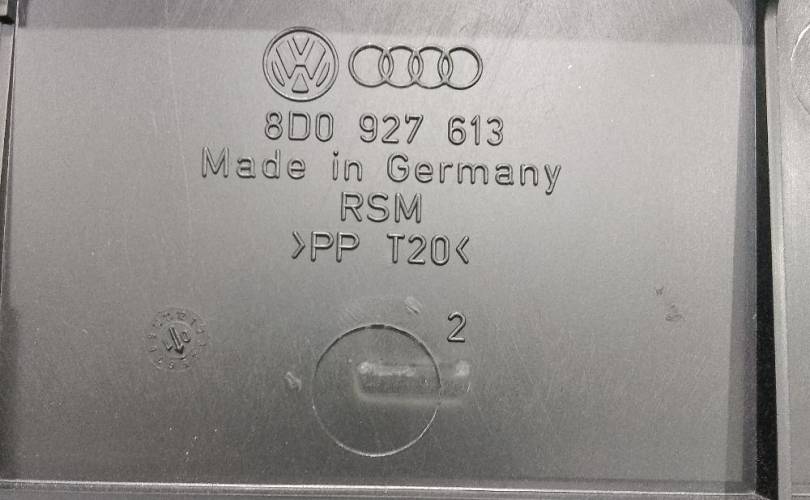 8D0 927 613
Made in Germany
RSM
>PP T20<
2